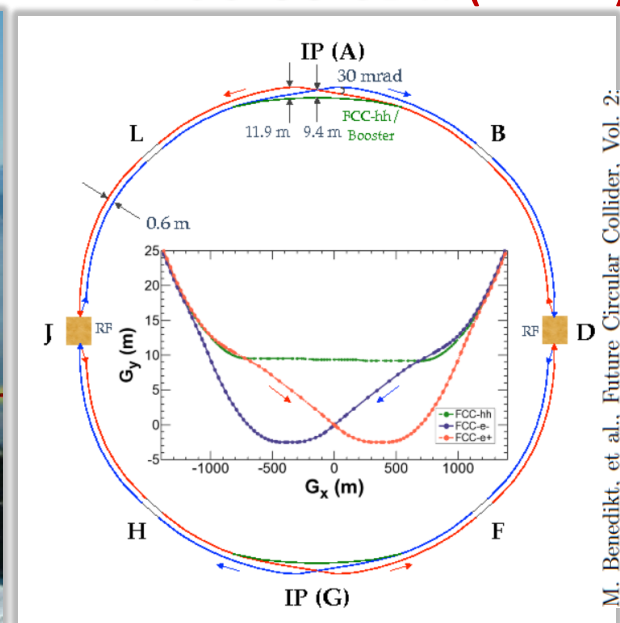 IP (A)
30 mrad
L
11.9 m
9.4 m
FCC-hh/
Booster
B
0.6 m
25
20
15
10
5
0
-5
Gy (m)
FCC-hh
FCC-e-
FCC-e+
-1000
-500
0
500
1000
Gx (m)
J
RF
RF
D
H
F
IP (G)
M. Benedikt, et al., Future Circular Collider, Vol. 2: